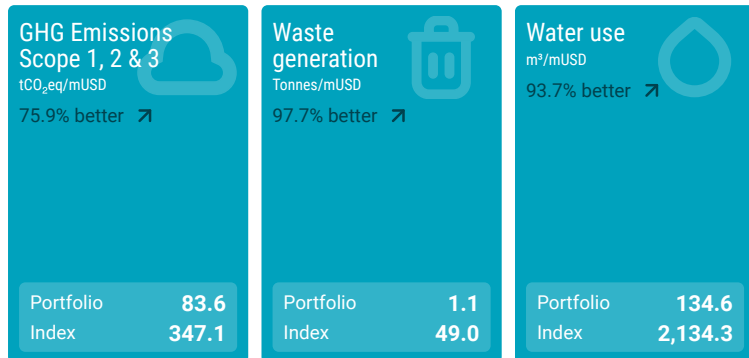 GHG Emissions
Scope 1, 2 & 3
tCO₂eq/mUSD
75.9% better
Portfolio 83.6
Index 347.1
Waste
generation
Tonnes/mUSD
97.7% better
Portfolio 1.1
Index 49.0
Water use
m³/mUSD
93.7% better
Portfolio 134.6
Index 2,134.3